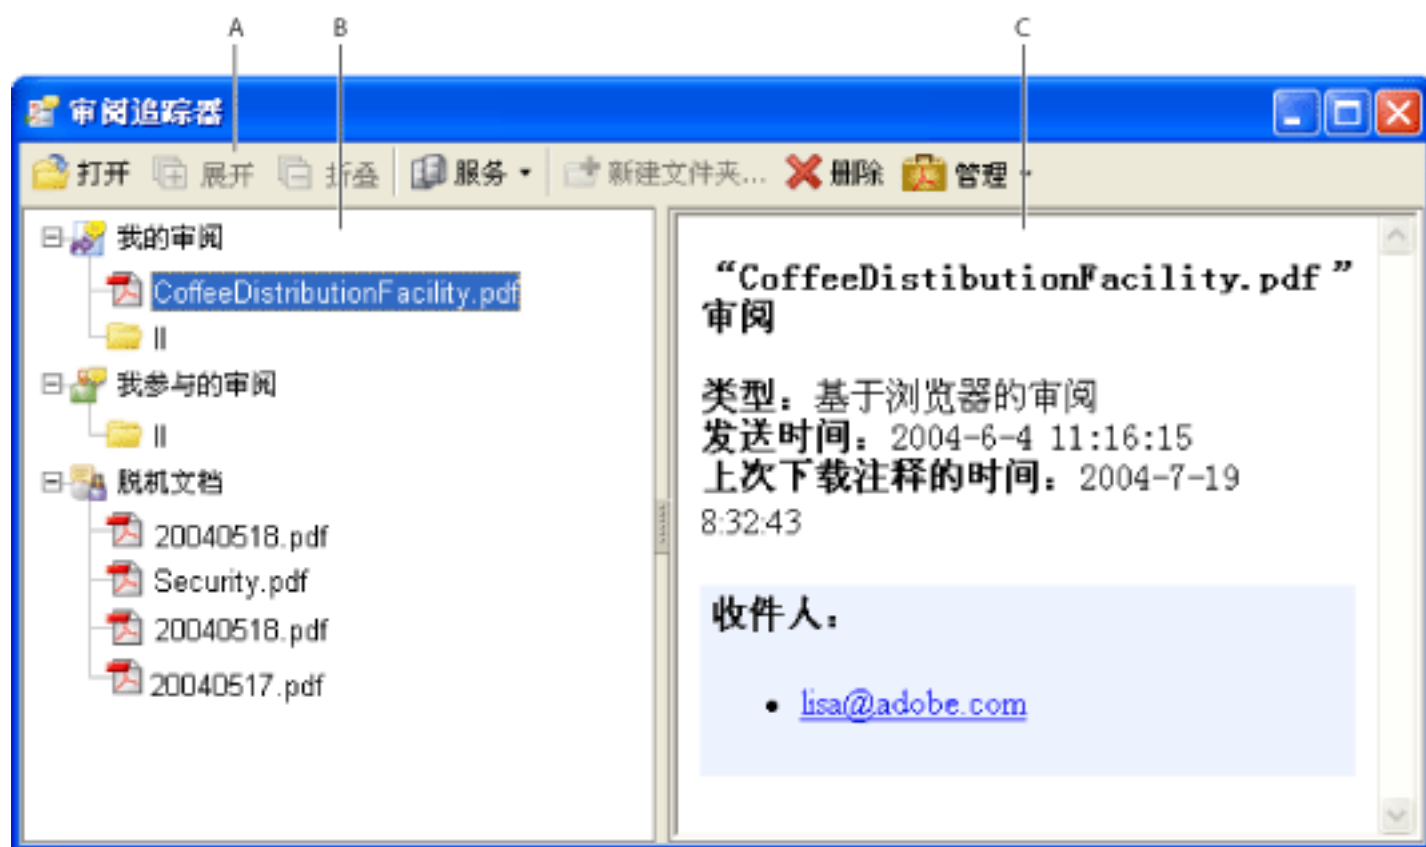 A B C
审阅追踪器
打开 展开 折叠 服务 新建文件夹... 删除 管理
我的审阅
CoffeeDistributionFacility.pdf
II
我参与的审阅
II
脱机文档
20040518.pdf
Security.pdf
20040518.pdf
20040517.pdf
“CoffeeDistibutionFacility.pdf”
审阅
类型：基于浏览器的审阅
发送时间：2004-6-4 11:16:15
上次下载注释的时间：2004-7-19
8:32:43
收件人：
• lisa@adobe.com